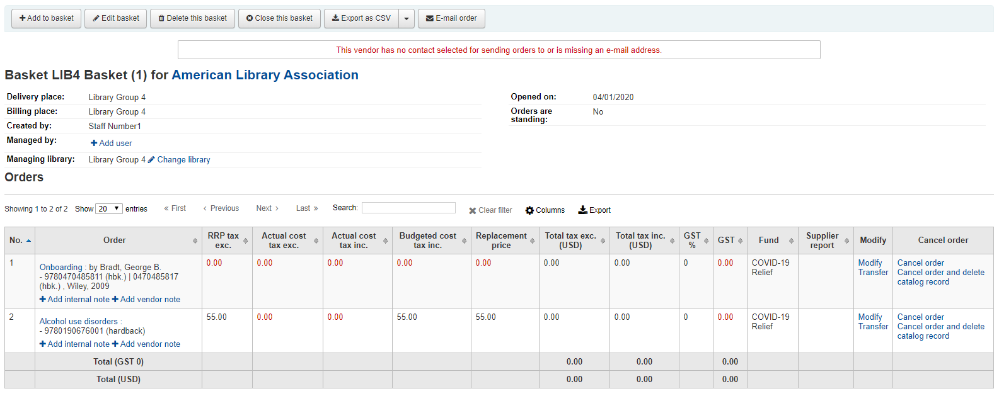 Add to basket Edit basket Delete this basket Close this basket Export as CSV E-mail order
This vendor has no contact selected for sending orders to or is missing an e-mail address.
Basket LIB4 Basket (1) for American Library Association
Delivery place: Library Group 4
Billing place: Library Group 4
Created by: Staff Number1
Managed by: Add user
Managing library: Library Group 4 Change library
Opened on: 04/01/2020
Orders are standing: No
Orders
Showing 1 to 2 of 2 Show 20 entries « First < Previous Next > Last » Search: Clear filter Columns Export
No. Order RRP tax exc. Actual cost tax exc. Actual cost tax inc. Budgeted cost tax inc. Replacement price Total tax exc. (USD) Total tax inc. (USD) GST % GST Fund Supplier report Modify Cancel order
1
Onboarding : by Bradt, George B.
- 9780470485811 (hbk.) | 0470485817
(hbk.) , Wiley, 2009
Add internal note Add vendor note
0.00 0.00 0.00 0.00 0.00 0.00 0.00 0 0.00
COVID-19
Relief
Modify
Transfer
Cancel order
Cancel order and delete
catalog record
2
Alcohol use disorders :
- 9780190676001 (hardback)
Add internal note Add vendor note
55.00 0.00 0.00 55.00 55.00 0.00 0.00 0 0.00
COVID-19
Relief
Modify
Transfer
Cancel order
Cancel order and delete
catalog record
Total (GST 0) 0.00 0.00 0.00
Total (USD) 0.00 0.00 0.00